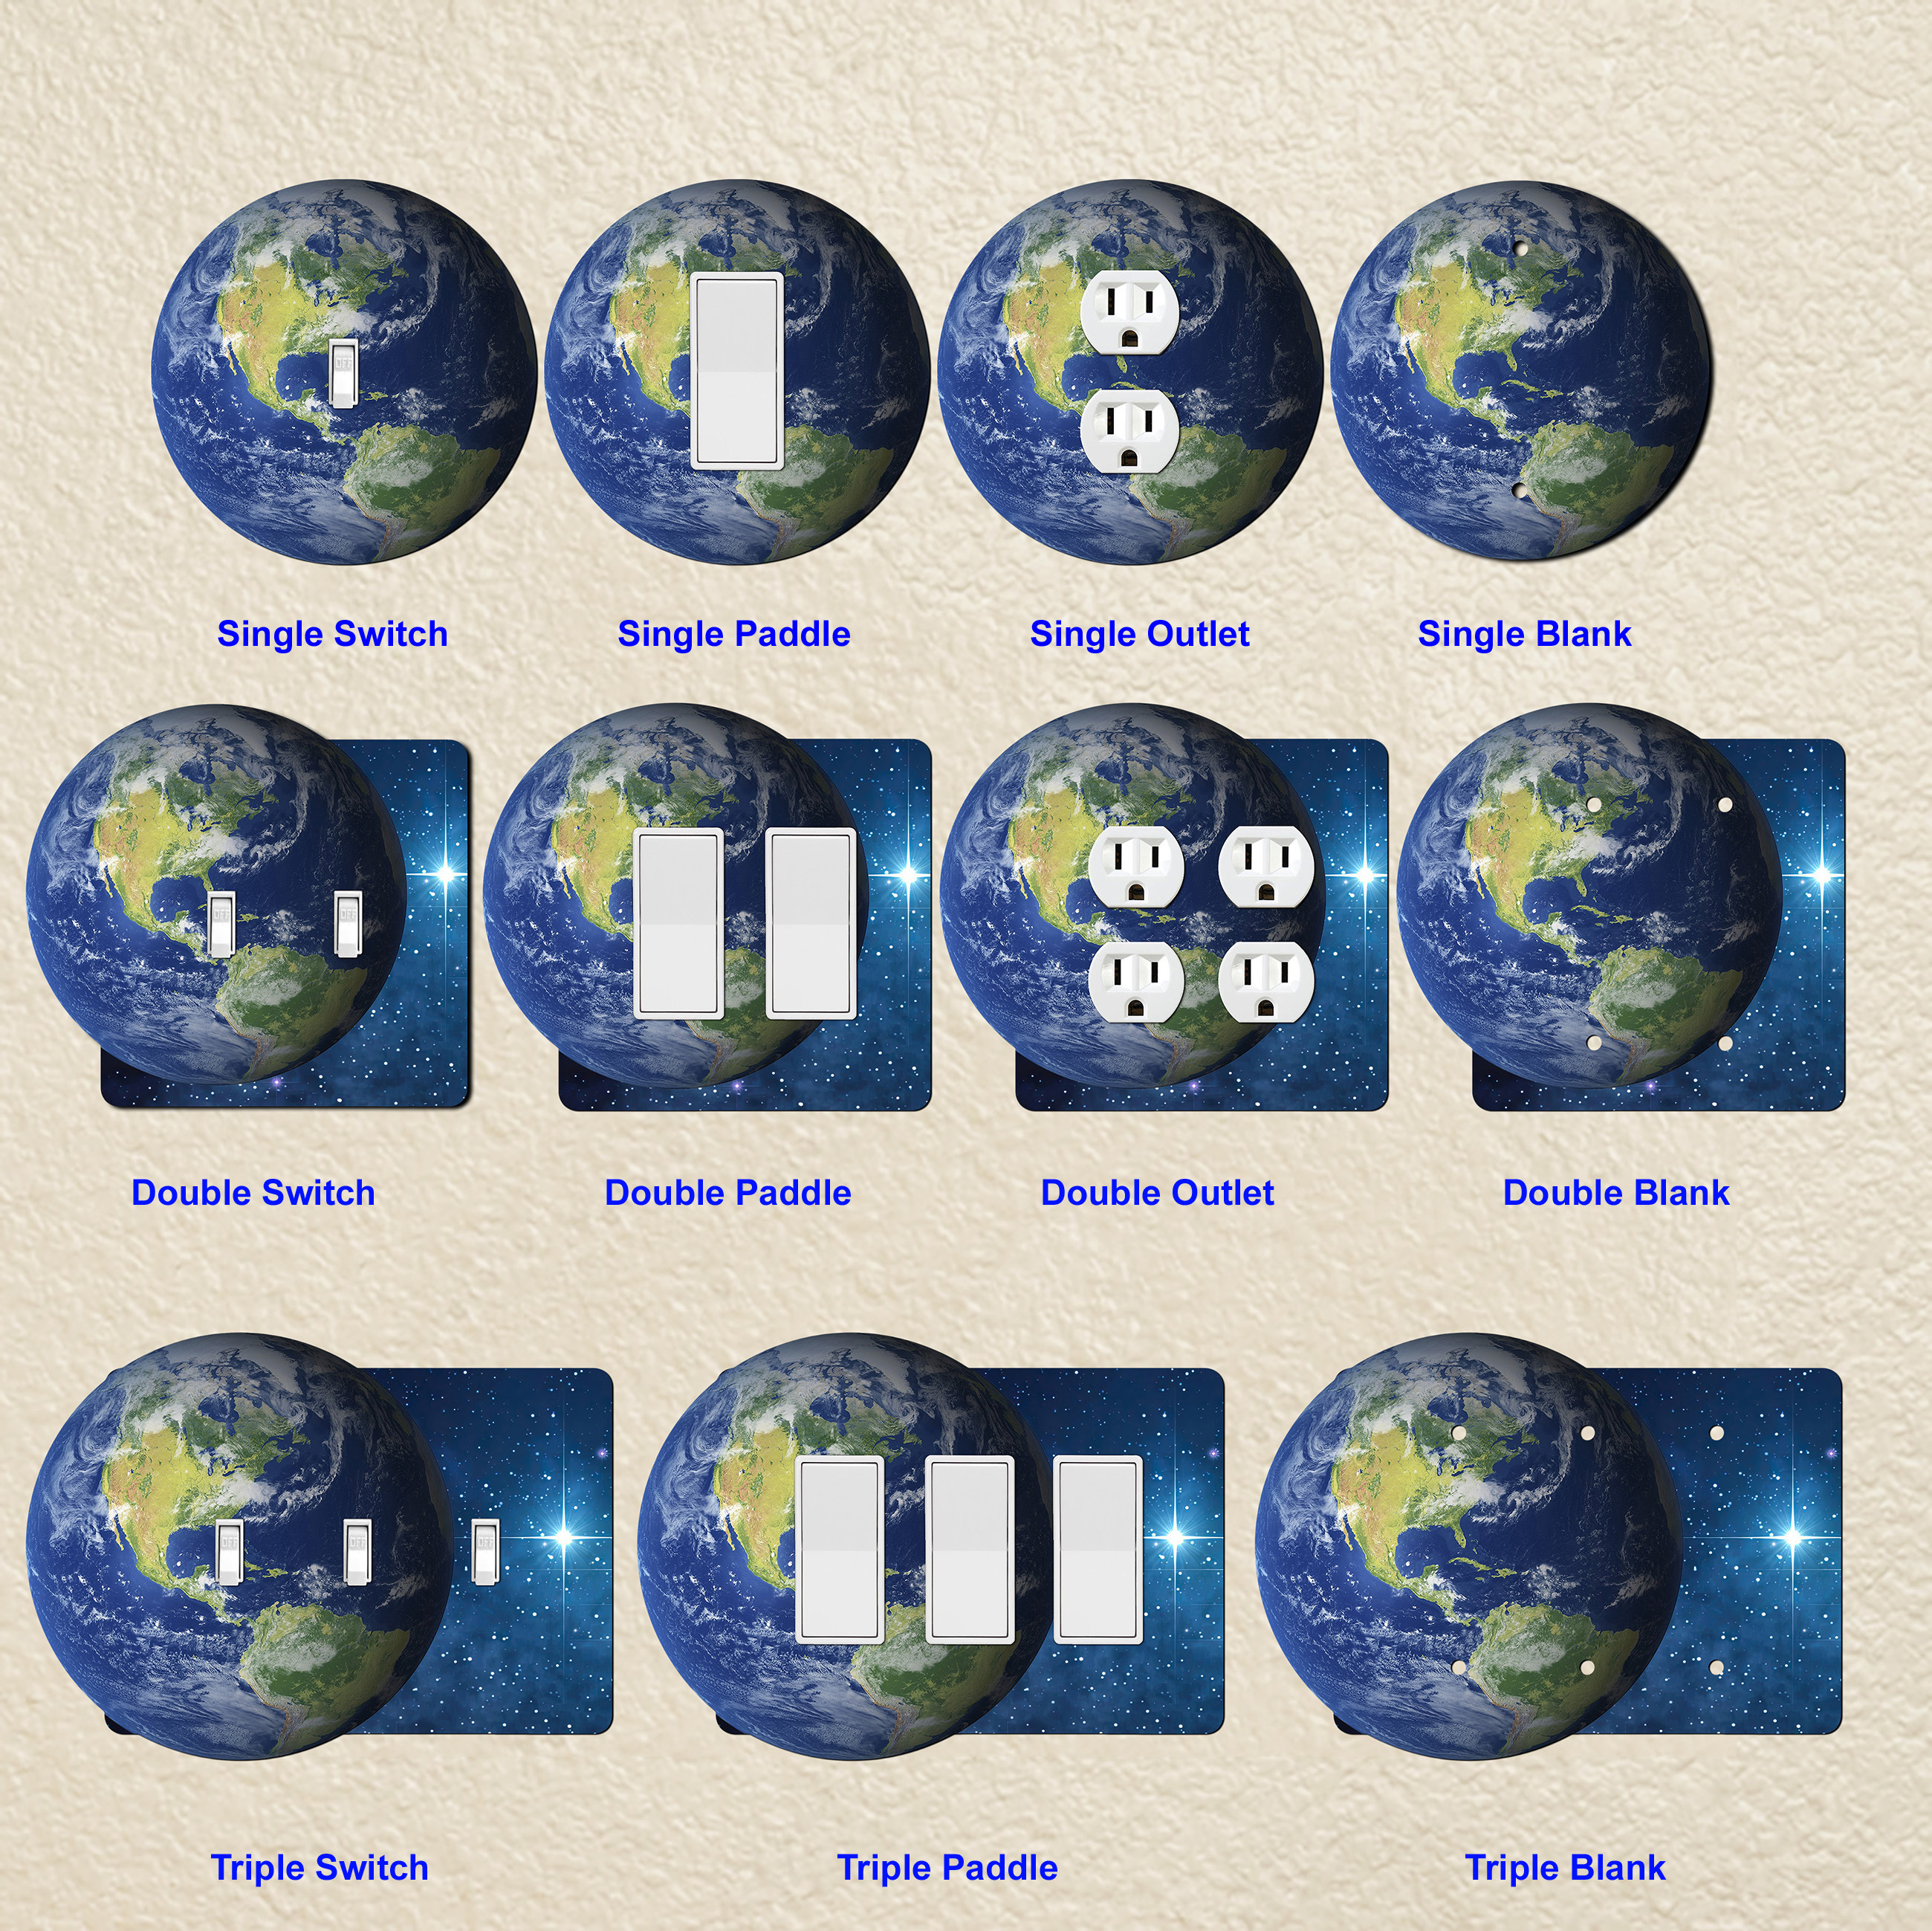 Single Switch
Single Paddle
Single Outlet
Single Blank
Double Switch
Double Paddle
Double Outlet
Double Blank
Triple Switch
Triple Paddle
Triple Blank